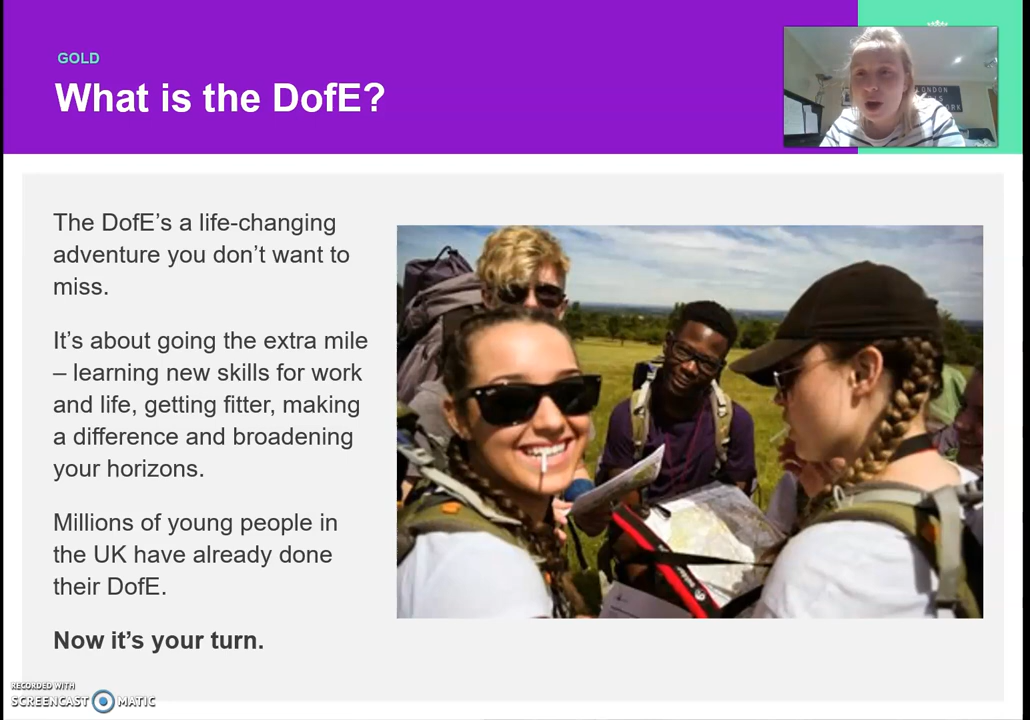 GOLD
What is the DofE?
LONDON
The DofE’s a life-changing
adventure you don’t want to
miss.
It’s about going the extra mile
– learning new skills for work
and life, getting fitter, making
a difference and broadening
your horizons.
Millions of young people in
the UK have already done
their DofE.
Now it’s your turn.
RECORDED WITH
SCREENCAST MATIC